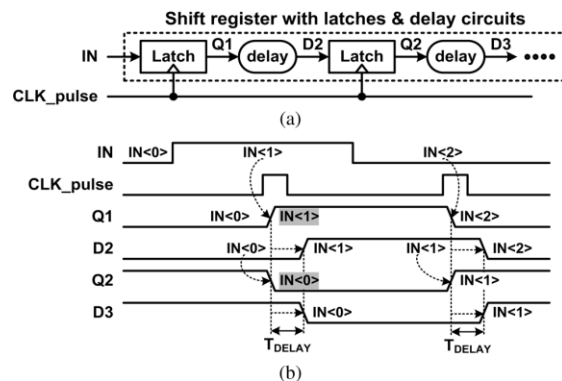 Shift register with latches & delay circuits
IN Latch Q1 delay D2 Latch Q2 delay D3
CLK_pulse
(a)
IN IN<0> IN<1> IN<2>
CLK_pulse
Q1 IN<0> IN<1> IN<2>
D2 IN<0> IN<1> IN<1> IN<2>
Q2 IN<0> IN<1>
D3 IN<0> IN<1>
TDELAY TDELAY
(b)